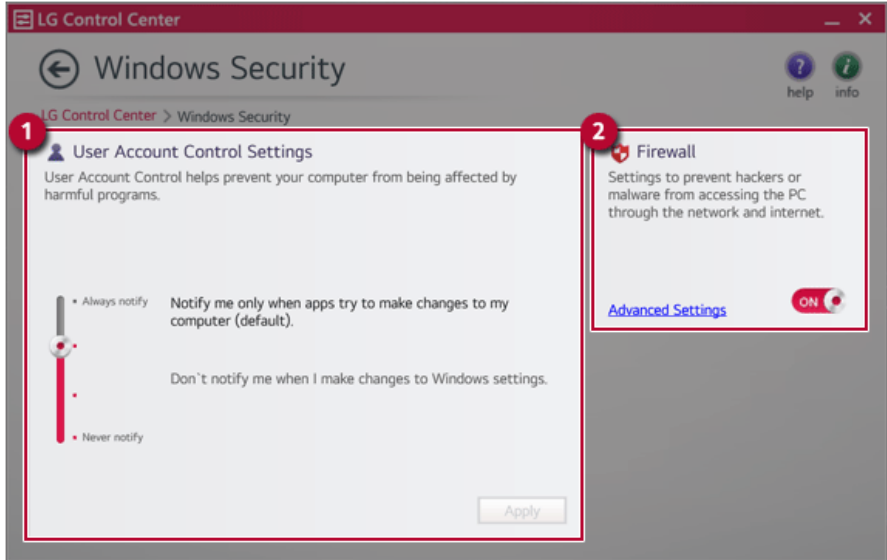 LG Control Center
Windows Security
help
info
LG Control Center > Windows Security
1
User Account Control Settings
User Account Control helps prevent your computer from being affected by
harmful programs.
Always notify
Notify me only when apps try to make changes to my
computer (default).
Don`t notify me when I make changes to Windows settings.
Never notify
Apply
2
Firewall
Settings to prevent hackers or
malware from accessing the PC
through the network and internet.
Advanced Settings
ON